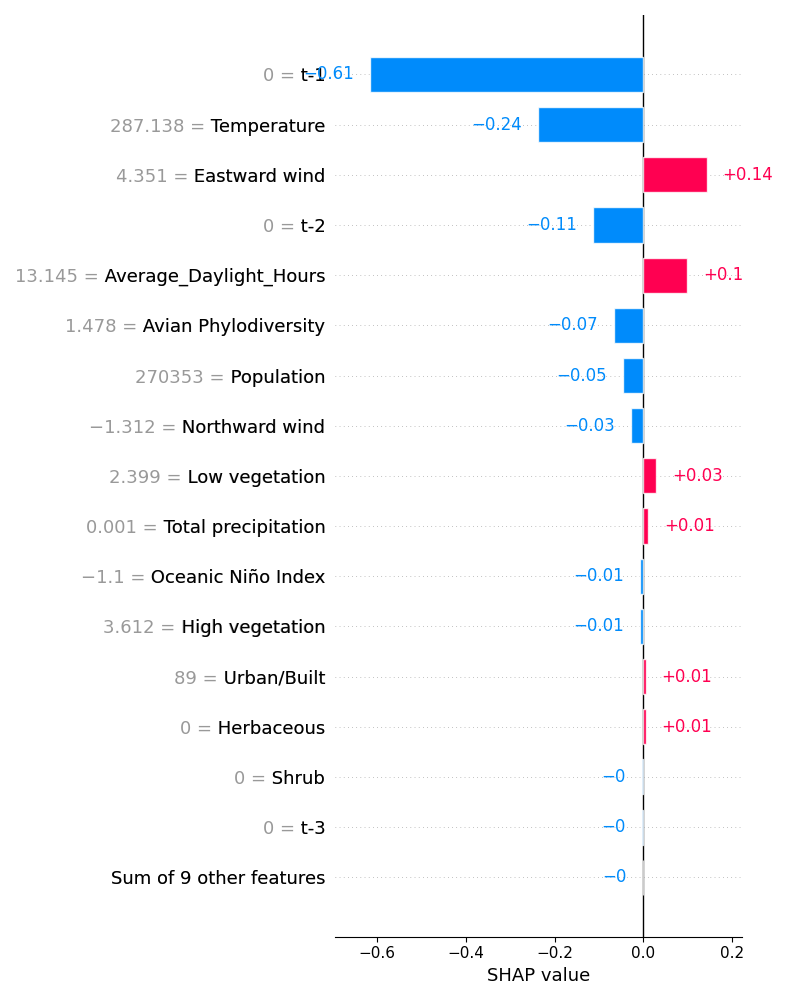 0 = t-1 −0.61
287.138 = Temperature −0.24
4.351 = Eastward wind +0.14
0 = t-2 −0.11
13.145 = Average_Daylight_Hours +0.1
1.478 = Avian Phylodiversity −0.07
270353 = Population −0.05
−1.312 = Northward wind −0.03
2.399 = Low vegetation +0.03
0.001 = Total precipitation +0.01
−1.1 = Oceanic Niño Index −0.01
3.612 = High vegetation −0.01
89 = Urban/Built +0.01
0 = Herbaceous +0.01
0 = Shrub −0
0 = t-3 −0
Sum of 9 other features −0
−0.6 −0.4 −0.2 0.0 0.2
SHAP value